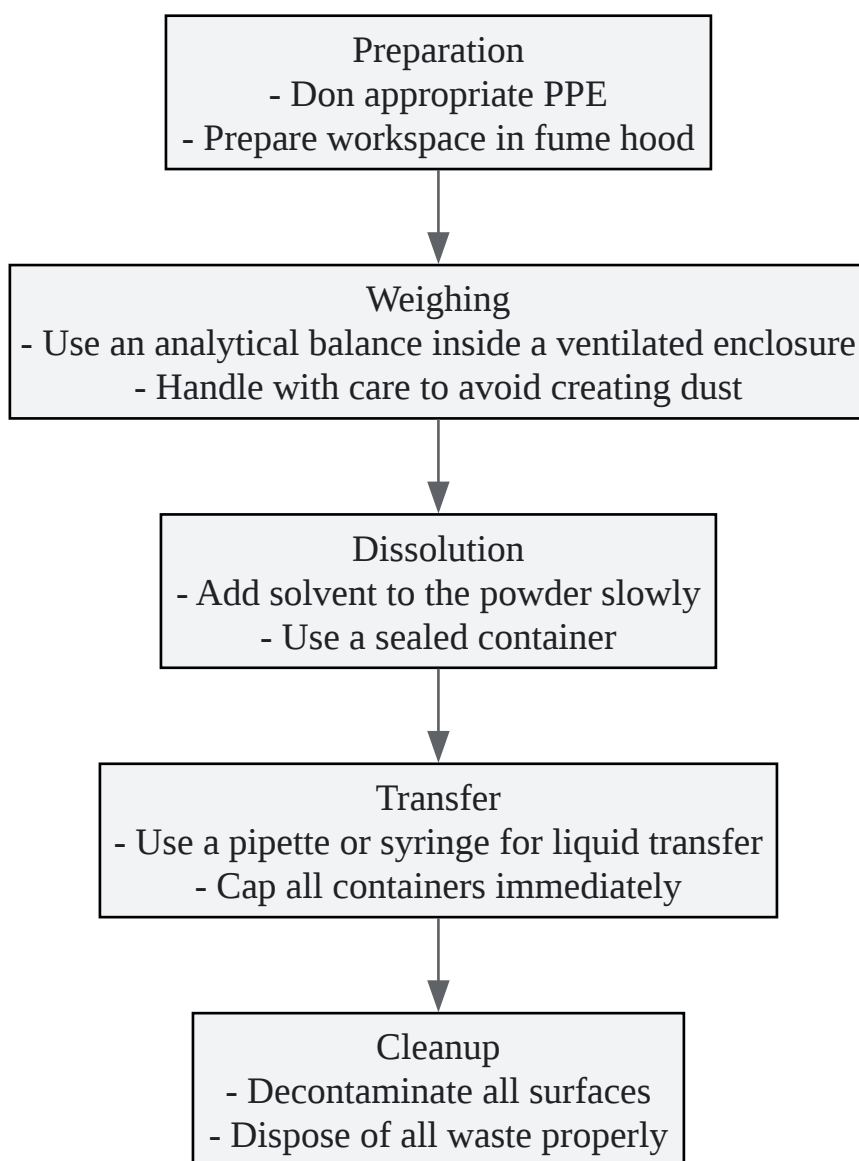 Preparation
- Don appropriate PPE
- Prepare workspace in fume hood
Weighing
- Use an analytical balance inside a ventilated enclosure
- Handle with care to avoid creating dust
Dissolution
- Add solvent to the powder slowly
- Use a sealed container
Transfer
- Use a pipette or syringe for liquid transfer
- Cap all containers immediately
Cleanup
- Decontaminate all surfaces
- Dispose of all waste properly